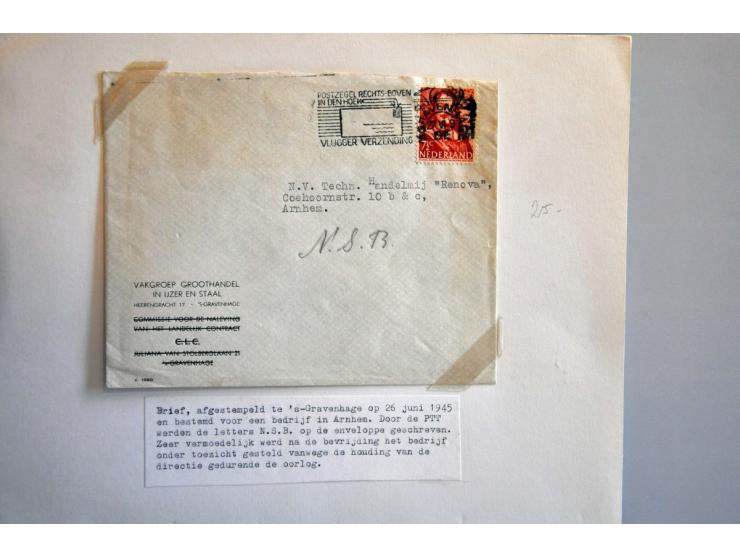 POSTZEGEL RECHTS-BOVEN
IN DEN HOEK
VLUGGER VERZENDING
7½ C
NEDERLAND
N.V. Techn. Handelmij "Renova",
Coehoornstr. 10 b & c,
Arnhem.
25.-
N.S.B.
VAKGROEP GROOTHANDEL
IN IJZER EN STAAL
HEERENGRACHT 17 - 'S-GRAVENHAGE
COMMISSIE VOOR DE NALEVING
VAN HET LANDELIJK CONTRACT
C.L.C.
JULIANA VAN STOLBERGLAAN 21
'S-GRAVENHAGE
Brief, afgestempeld te 's-Gravenhage op 26 juni 1945
en bestemd voor een bedrijf in Arnhem. Door de PTT
werden de letters N.S.B. op de enveloppe geschreven.
Zeer vermoedelijk werd na de bevrijding het bedrijf
onder toezicht gesteld vanwege de houding van de
directie gedurende de oorlog.